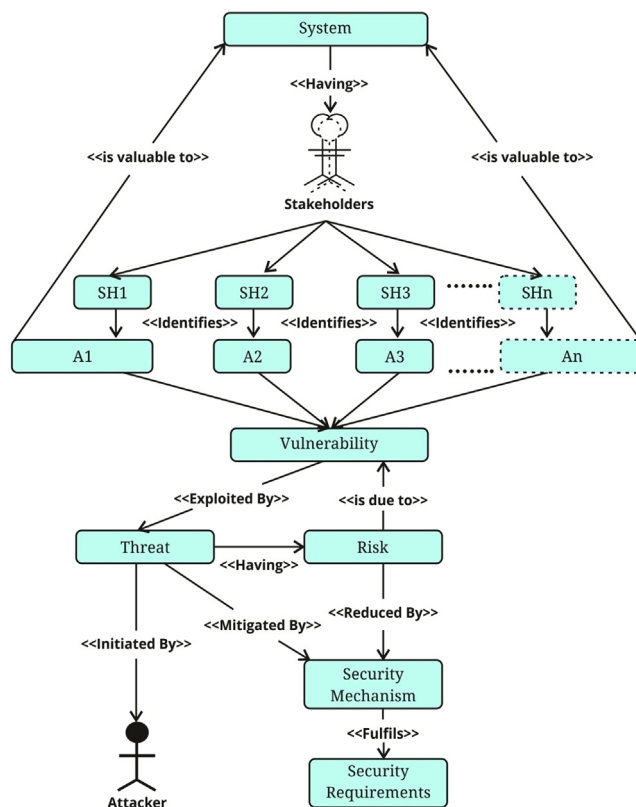 System
<<Having>>
<<is valuable to>>
<<is valuable to>>
Stakeholders
SH1
SH2
SH3
SHn
<<Identifies>>
<<Identifies>>
<<Identifies>>
A1
A2
A3
An
Vulnerability
<<Exploited By>>
<<is due to>>
Threat
<<Having>>
Risk
<<Initiated By>>
<<Mitigated By>>
<<Reduced By>>
Security
Mechanism
<<Fulfils>>
Security
Requirements
Attacker